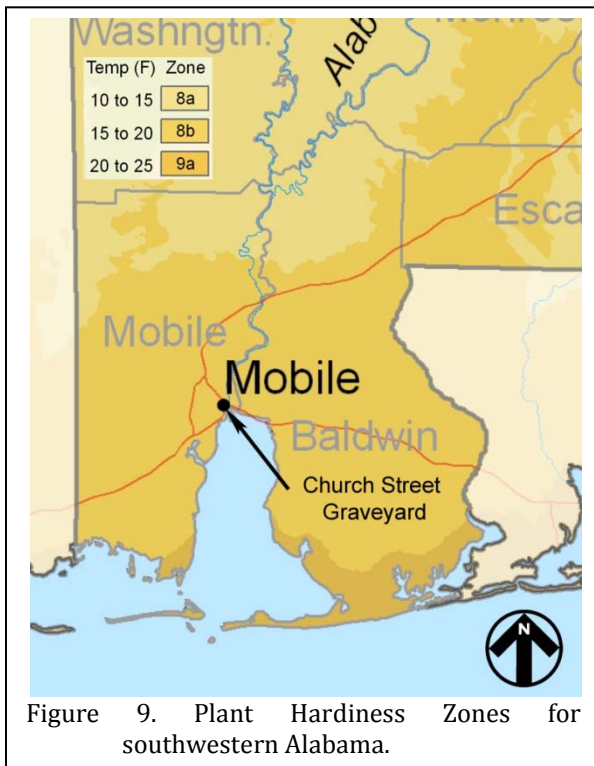 Washngtn.
Monroe
Alab
Temp (F) Zone
10 to 15 8a
15 to 20 8b
20 to 25 9a
Esca
Mobile
Mobile
Baldwin
Church Street
Graveyard
N
Figure 9. Plant Hardiness Zones for
southwestern Alabama.